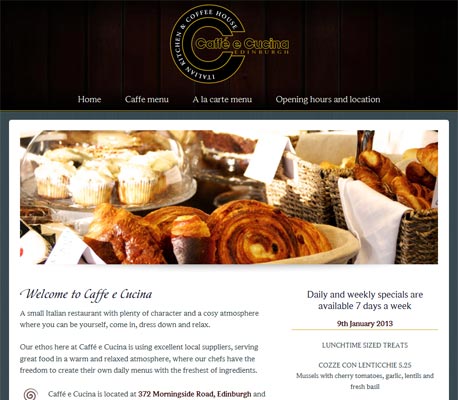 ITALIAN KITCHEN & COFFEE HOUSE
Caffé e Cucina
EDINBURGH
Home Caffe menu A la carte menu Opening hours and location
Welcome to Caffe e Cucina
A small Italian restaurant with plenty of character and a cosy atmosphere
where you can be yourself, come in, dress down and relax.
Our ethos here at Caffé e Cucina is using excellent local suppliers, serving
great food in a warm and relaxed atmosphere, where our chefs have the
freedom to create their own daily menus with the freshest of ingredients.
Caffé e Cucina is located at 372 Morningside Road, Edinburgh and
Daily and weekly specials are
available 7 days a week
9th January 2013
LUNCHTIME SIZED TREATS
COZZE CON LENTICCHIE 5.25
Mussels with cherry tomatoes, garlic, lentils and
fresh basil